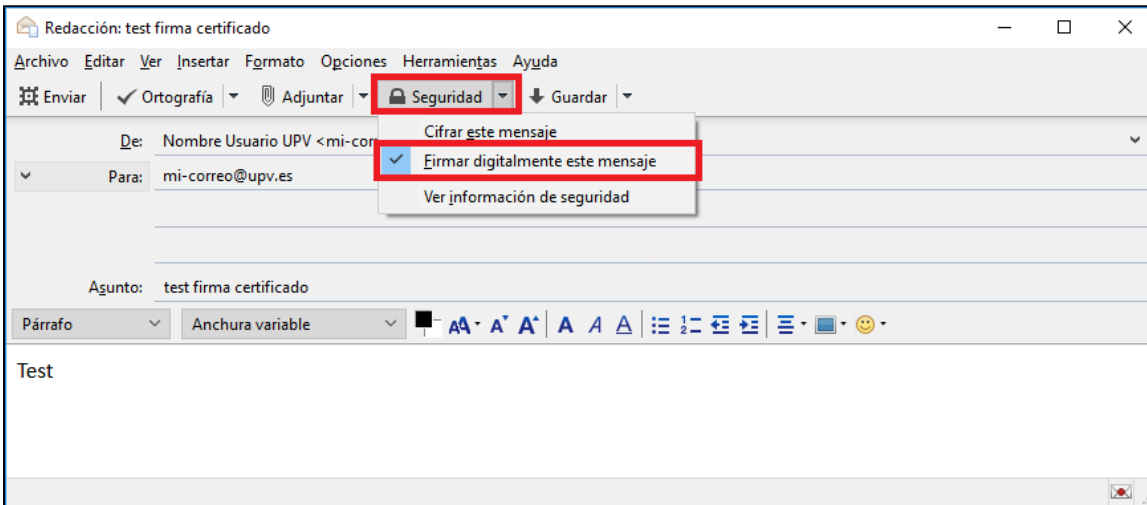 Redacción: test firma certificado
Archivo Editar Ver Insertar Formato Opciones Herramientas Ayuda
Enviar Ortografía Adjuntar Seguridad Guardar
Cifrar este mensaje
De: Nombre Usuario UPV <mi-corr
Firmar digitalmente este mensaje
Para: mi-correo@upv.es
Ver información de seguridad
Asunto: test firma certificado
Párrafo Anchura variable
Test